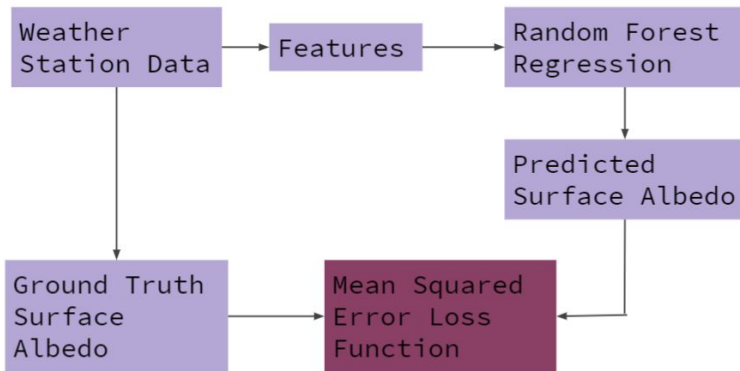 Weather
Station Data
Features
Random Forest
Regression
Predicted
Surface Albedo
Ground Truth
Surface
Albedo
Mean Squared
Error Loss
Function